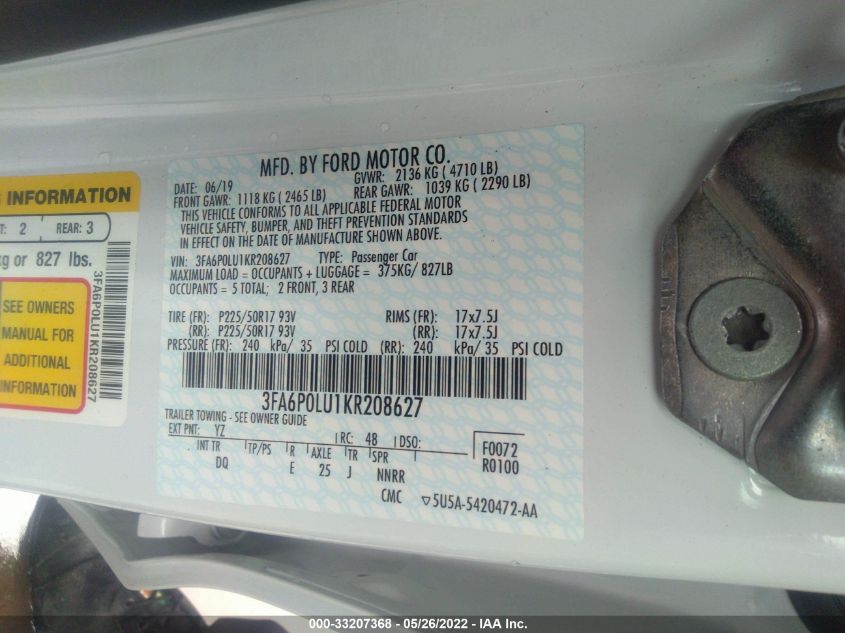 G INFORMATION
T: 2 REAR: 3
kg or 827 lbs.
SEE OWNERS
MANUAL FOR
ADDITIONAL
INFORMATION
3FA6P0LU1KR208627
MFD. BY FORD MOTOR CO.
DATE: 06/19 GVWR: 2136 KG ( 4710 LB)
FRONT GAWR: 1118 KG ( 2465 LB) REAR GAWR: 1039 KG ( 2290 LB)
THIS VEHICLE CONFORMS TO ALL APPLICABLE FEDERAL MOTOR
VEHICLE SAFETY, BUMPER, AND THEFT PREVENTION STANDARDS
IN EFFECT ON THE DATE OF MANUFACTURE SHOWN ABOVE.
VIN: 3FA6P0LU1KR208627 TYPE: Passenger Car
MAXIMUM LOAD = OCCUPANTS + LUGGAGE = 375KG/ 827LB
OCCUPANTS = 5 TOTAL; 2 FRONT, 3 REAR
TIRE (FR): P225/50R17 93V RIMS (FR): 17x7.5J
(RR): P225/50R17 93V (RR): 17x7.5J
PRESSURE (FR): 240 kPa/ 35 PSI COLD (RR): 240 kPa/ 35 PSI COLD
3FA6P0LU1KR208627
TRAILER TOWING - SEE OWNER GUIDE
EXT PNT: YZ RC: 48 DSO: F0072
INT TR TP/PS R AXLE TR SPR R0100
DQ E 25 J NNRR
CMC ▽5U5A-5420472-AA
000-33207368 - 05/26/2022 - IAA Inc.